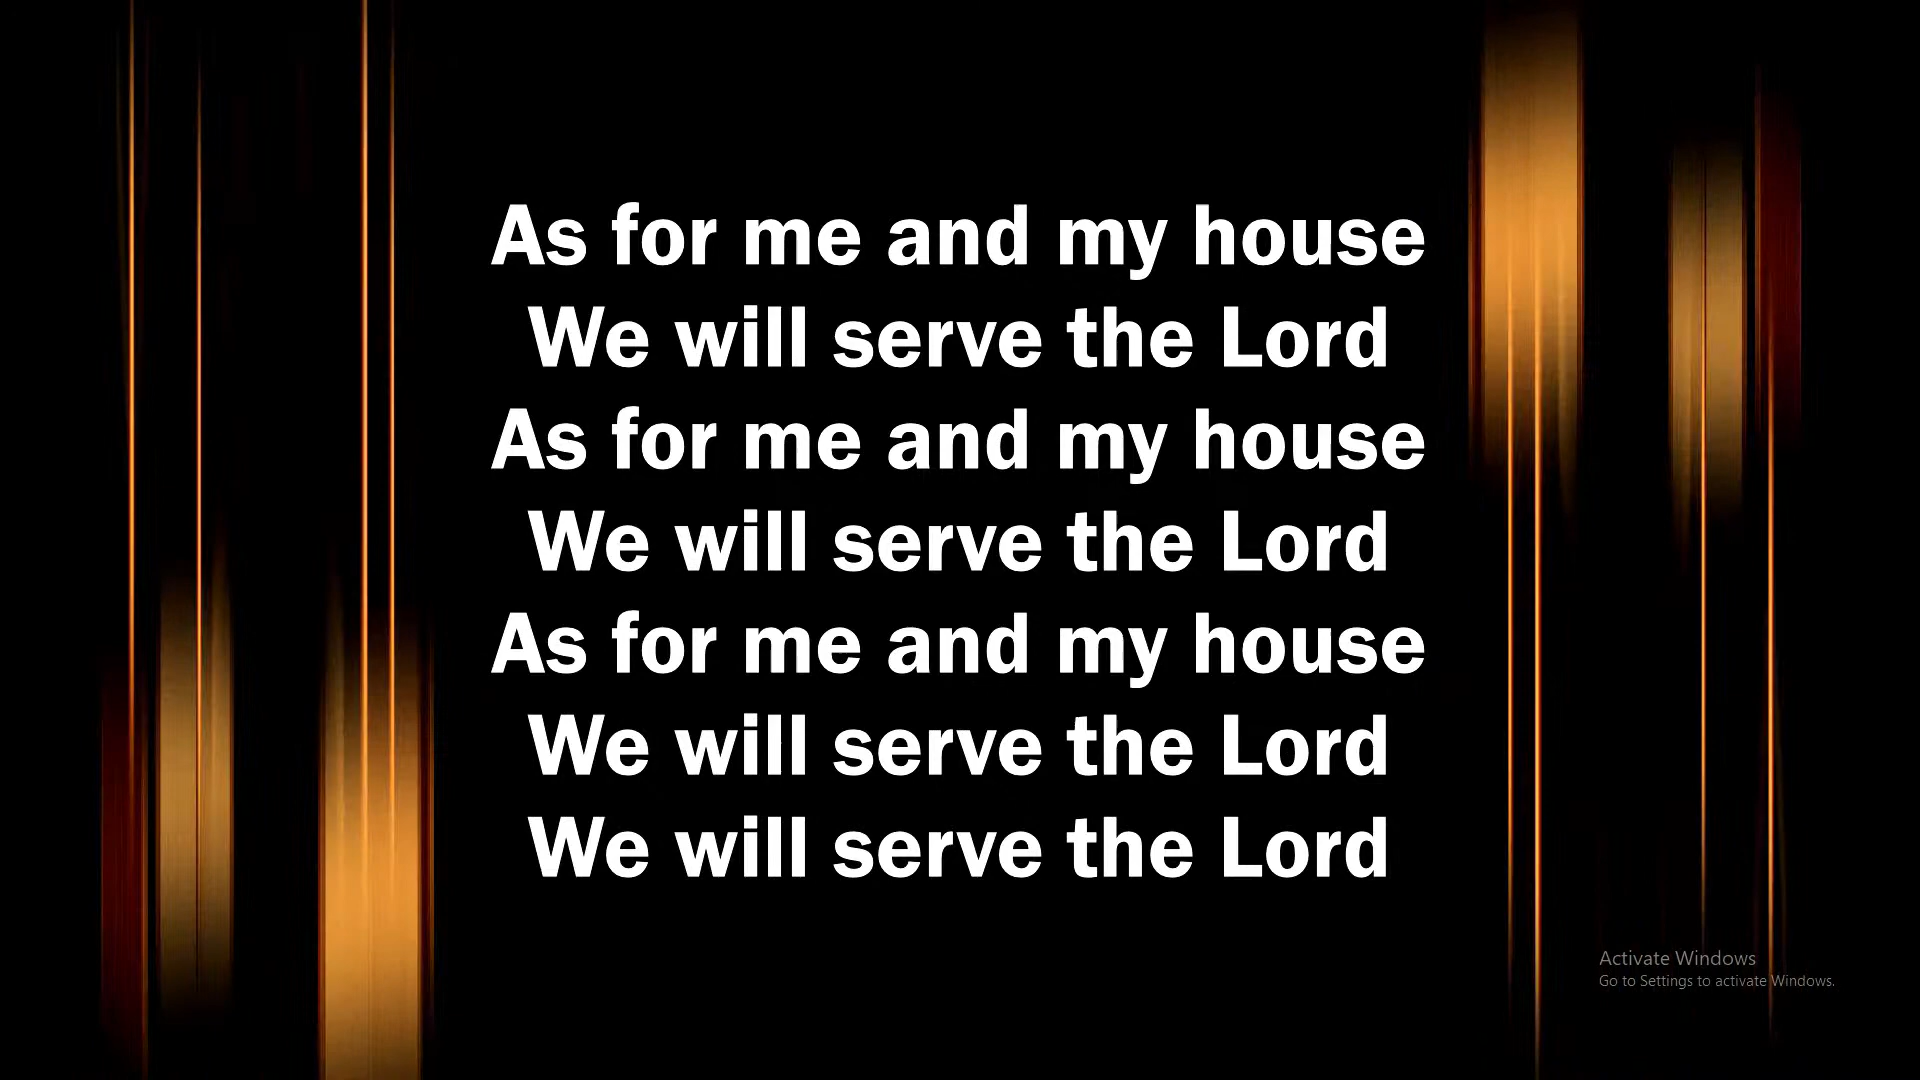 As for me and my house
We will serve the Lord
As for me and my house
We will serve the Lord
As for me and my house
We will serve the Lord
We will serve the Lord
Activate Windows
Go to Settings to activate Windows.